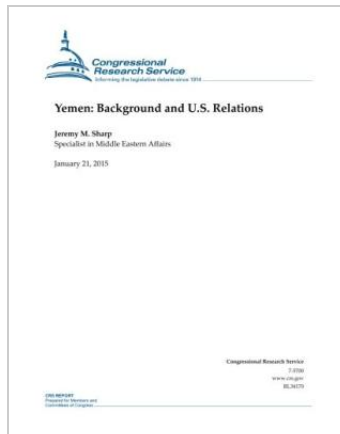 Congressional
Research Service
Informing the legislative debate since 1914
Yemen: Background and U.S. Relations
Jeremy M. Sharp
Specialist in Middle Eastern Affairs
January 21, 2015
Congressional Research Service
7-5700
www.crs.gov
RL34170
CRS REPORT
Prepared for Members and
Committees of Congress